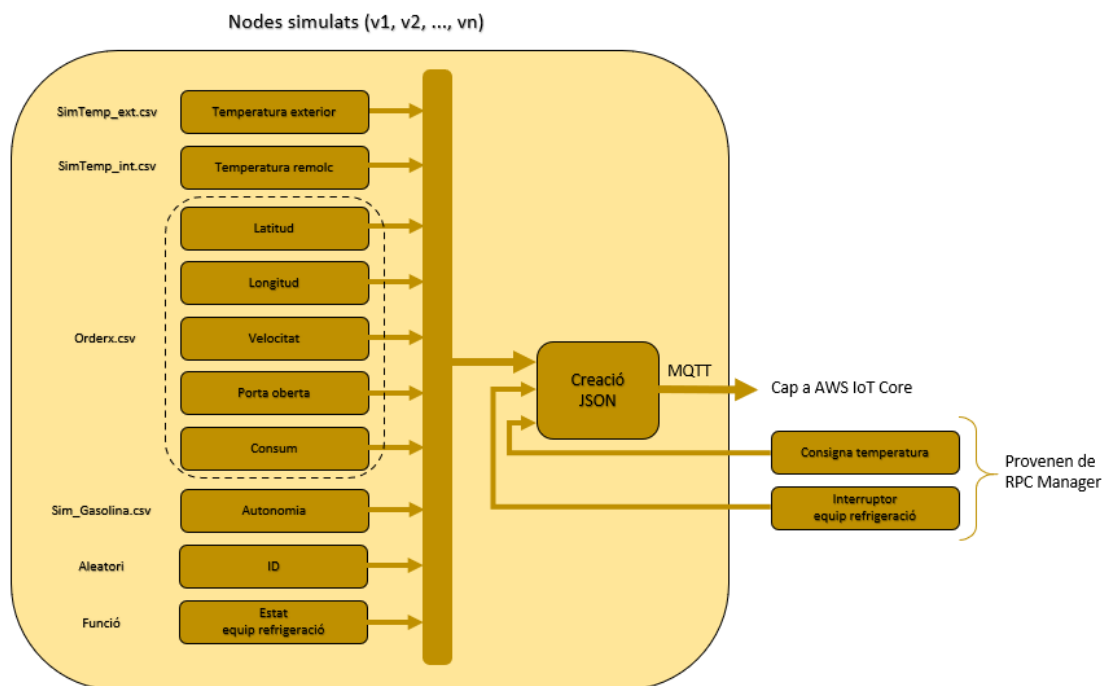 Nodes simulats (v1, v2, ..., vn)
SimTemp_ext.csv
Temperatura exterior
SimTemp_int.csv
Temperatura remolc
Latitud
Longitud
Orderx.csv
Velocitat
Porta oberta
Consum
Sim_Gasolina.csv
Autonomia
Aleatori
ID
Funció
Estat
equip refrigeració
Creació
JSON
MQTT
Cap a AWS IoT Core
Consigna temperatura
Interruptor
equip refrigeració
Provenen de
RPC Manager